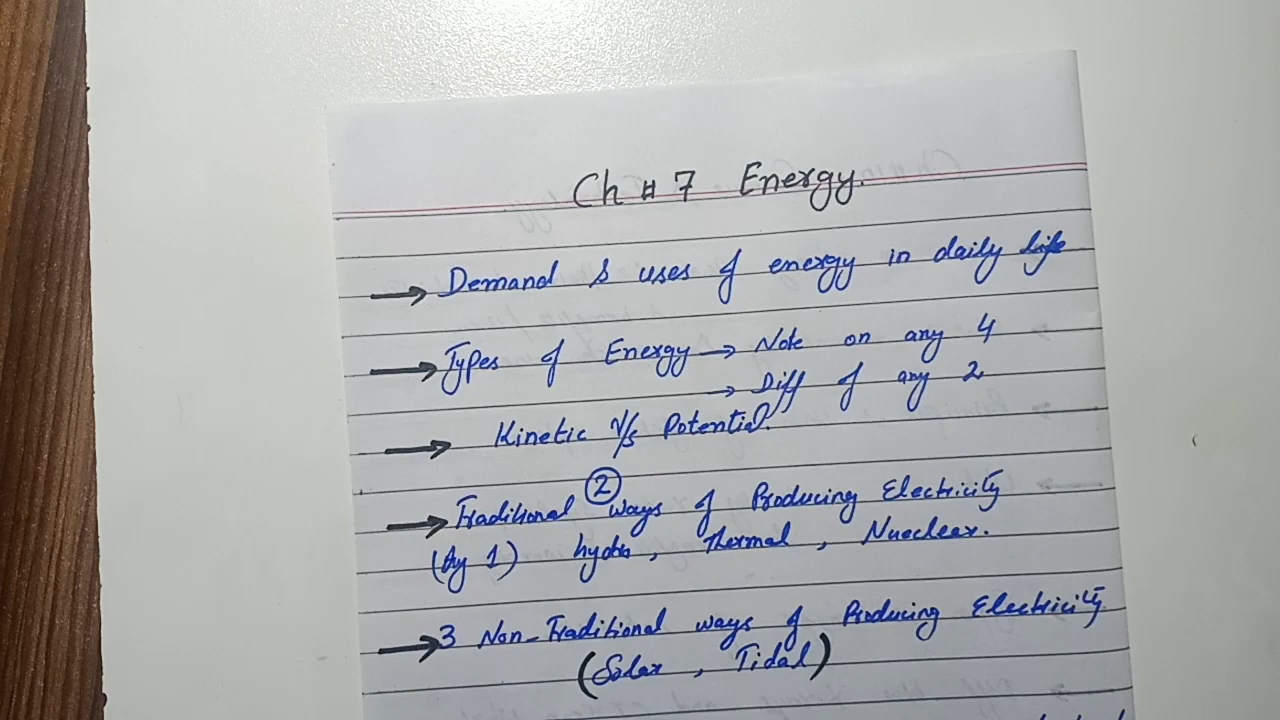 Ch # 7 Energy.
→ Demand & uses of energy in daily life
→ Types of Energy → Note on any 4
→ Diff of any 2
→ Kinetic V/s Potential.
→ Traditional ② ways of Producing Electricity
(Any 1) hydro, Thermal, Nueclear.
→ 3 Non-Traditional ways of Producing Electricity
(Solar, Tidal)